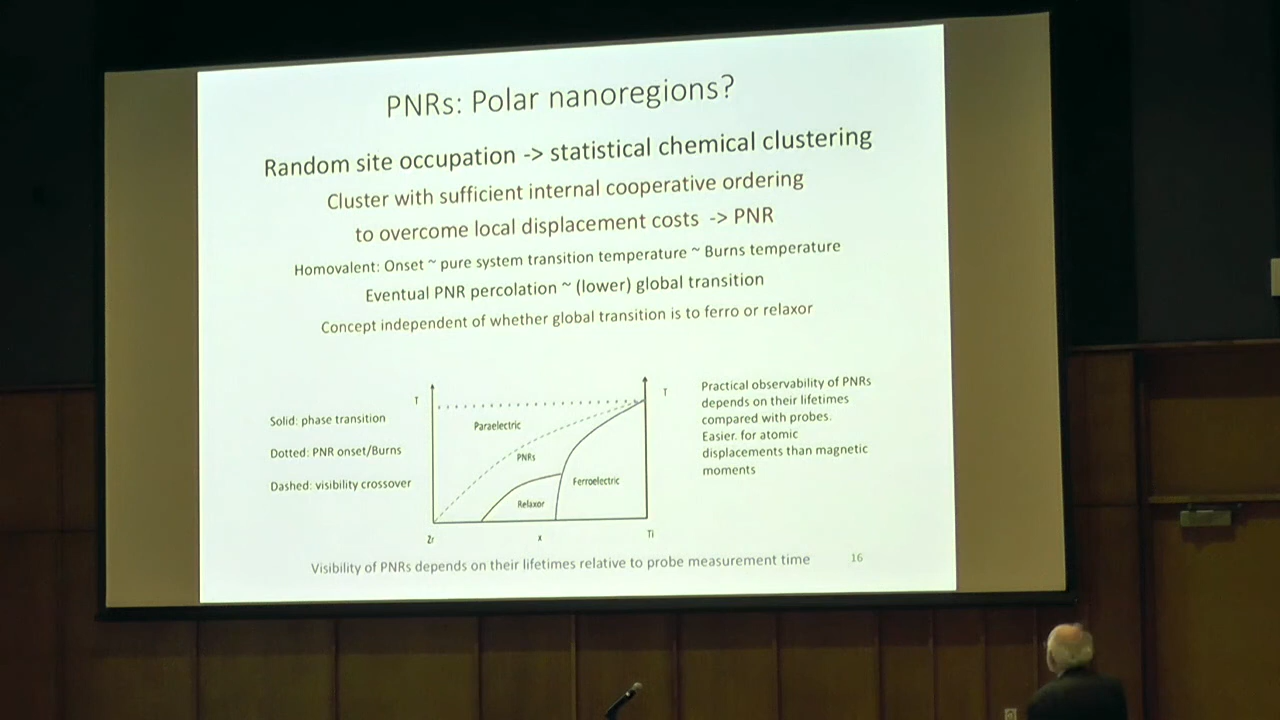 PNRs: Polar nanoregions?
Random site occupation -> statistical chemical clustering
Cluster with sufficient internal cooperative ordering
to overcome local displacement costs -> PNR
Homovalent: Onset ~ pure system transition temperature ~ Burns temperature
Eventual PNR percolation ~ (lower) global transition
Concept independent of whether global transition is to ferro or relaxor
Solid: phase transition
Dotted: PNR onset/Burns
Dashed: visibility crossover
T
T
Paraelectric
PNRs
Ferroelectric
Relaxor
Zr
x
Ti
Practical observability of PNRs
depends on their lifetimes
compared with probes.
Easier. for atomic
displacements than magnetic
moments
Visibility of PNRs depends on their lifetimes relative to probe measurement time
16